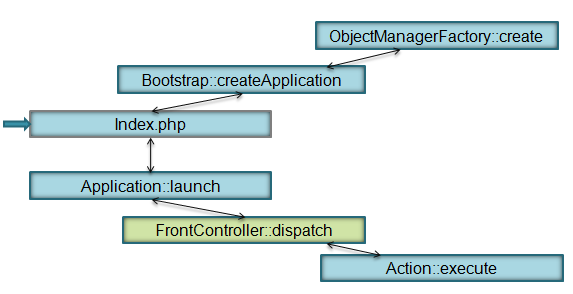 ObjectManagerFactory::create
Bootstrap::createApplication
Index.php
Application::launch
FrontController::dispatch
Action::execute